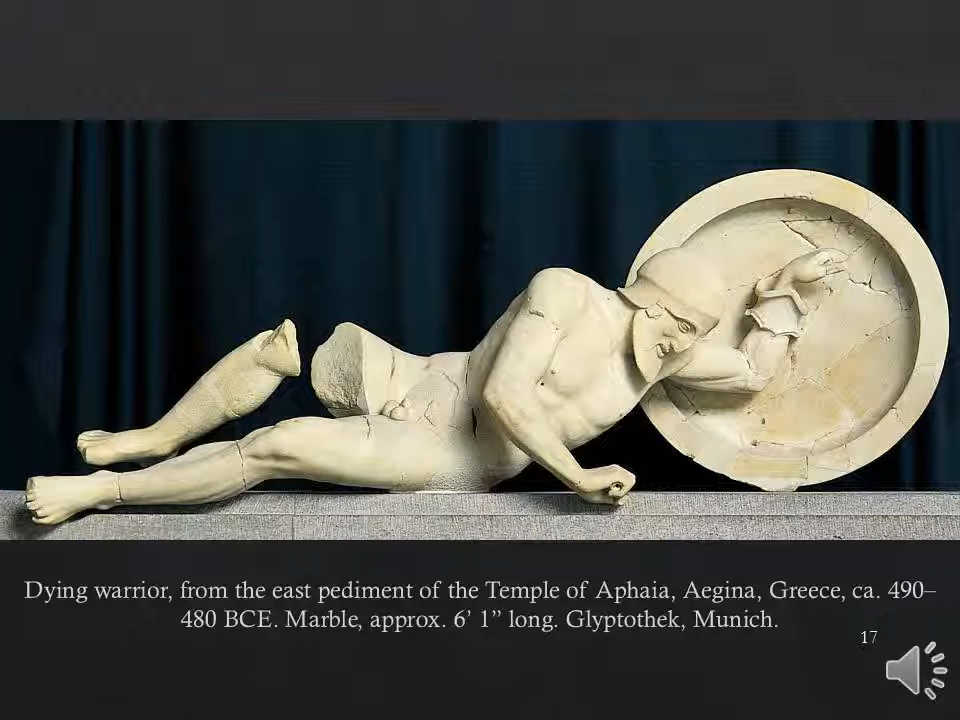 Dying warrior, from the east pediment of the Temple of Aphaia, Aegina, Greece, ca. 490–
480 BCE. Marble, approx. 6’ 1” long. Glyptothek, Munich.
17